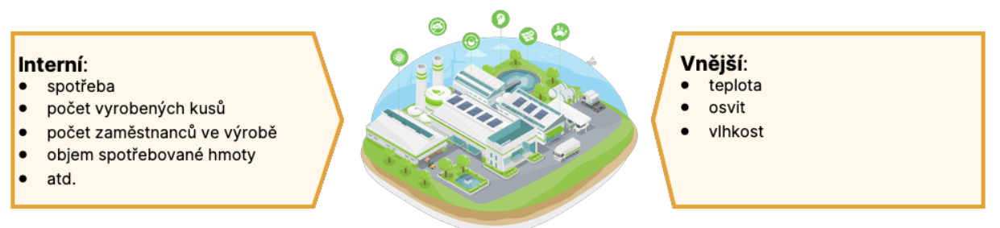 Interní:
● spotřeba
● počet vyrobených kusů
● počet zaměstnanců ve výrobě
● objem spotřebované hmoty
● atd.
Vnější:
● teplota
● osvit
● vlhkost